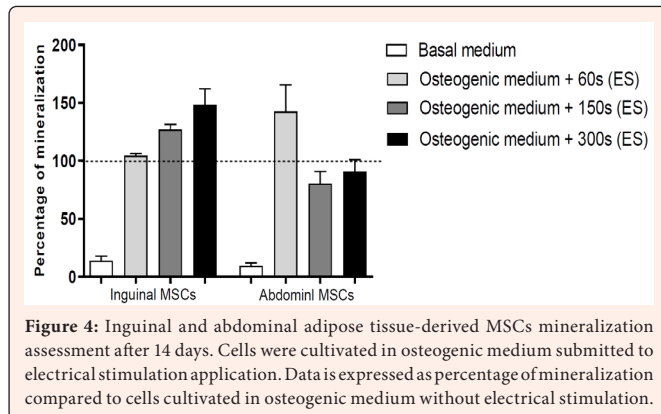 200
150
100
50
0
Percentage of mineralization
Inguinal MSCs
Abdominl MSCs
Basal medium
Osteogenic medium + 60s (ES)
Osteogenic medium + 150s (ES)
Osteogenic medium + 300s (ES)
Figure 4: Inguinal and abdominal adipose tissue-derived MSCs mineralization
assessment after 14 days. Cells were cultivated in osteogenic medium submitted to
electrical stimulation application. Data is expressed as percentage of mineralization
compared to cells cultivated in osteogenic medium without electrical stimulation.